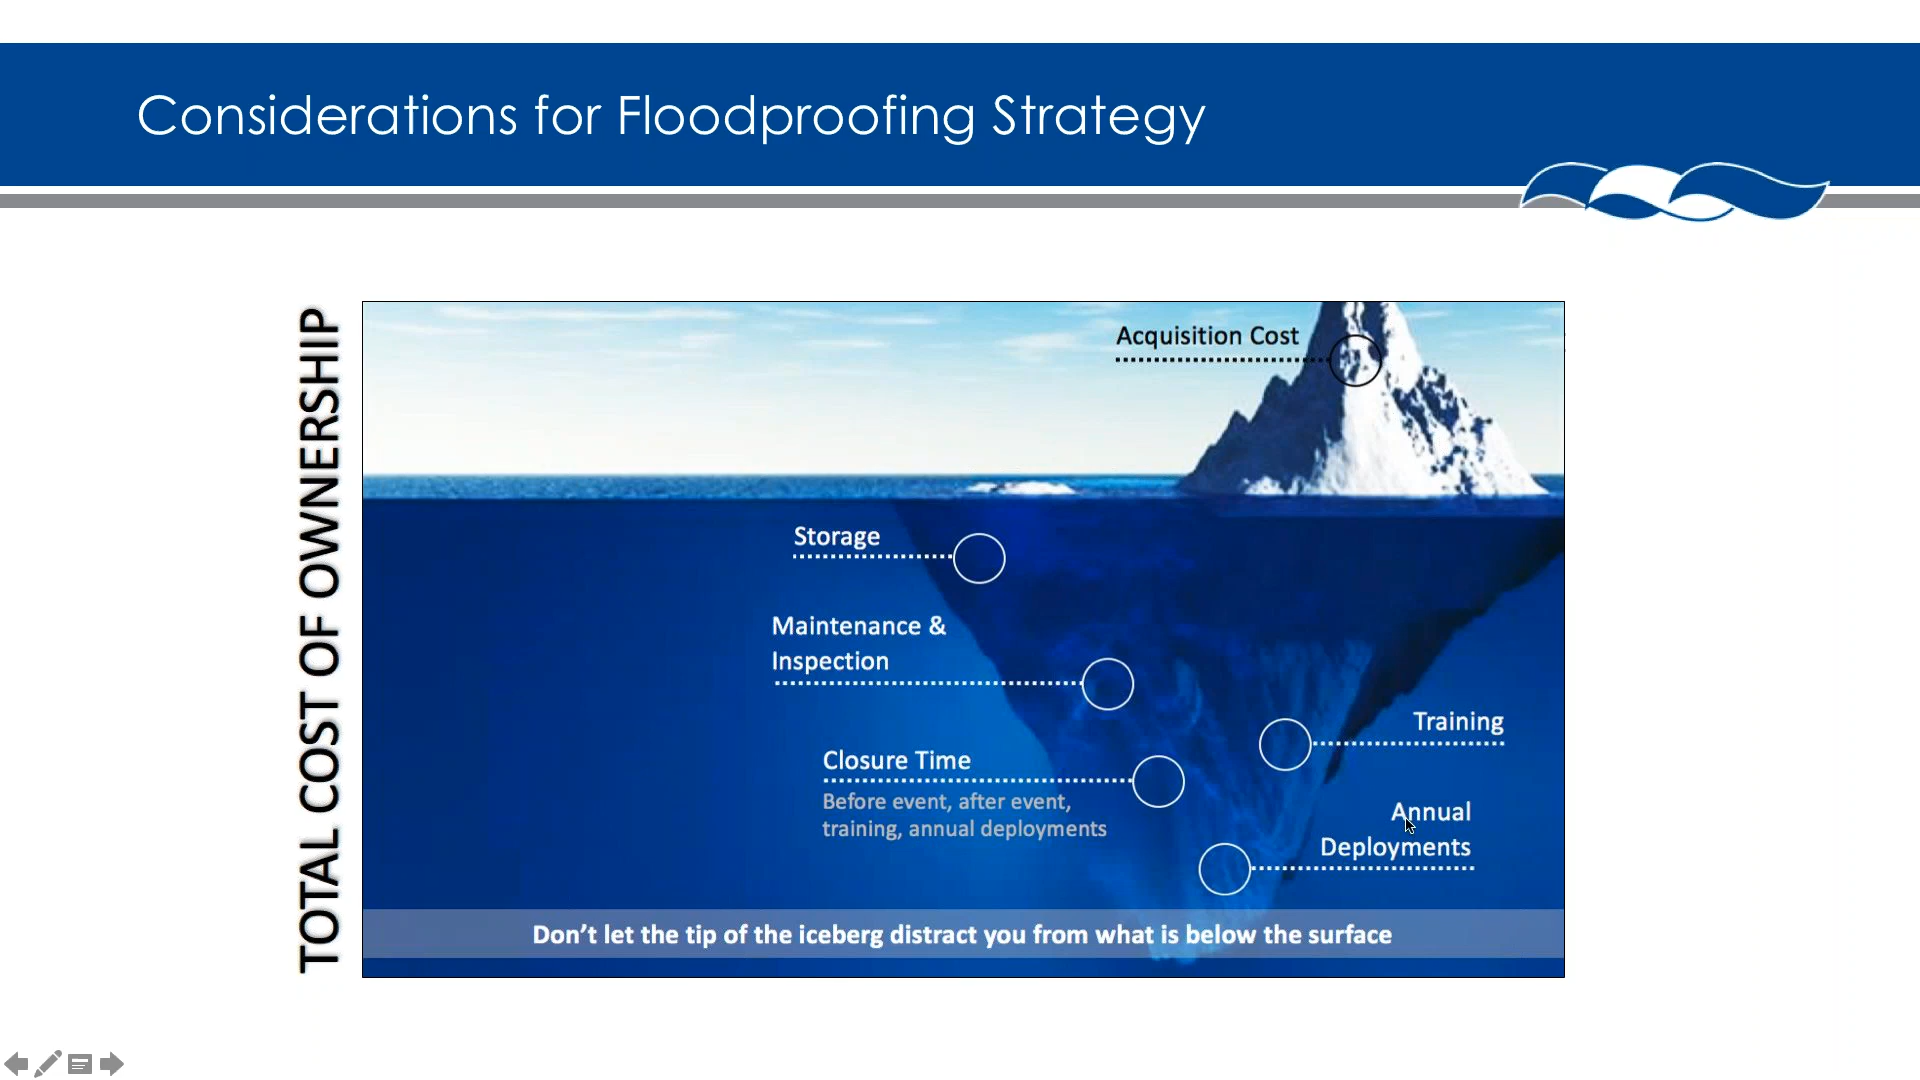 Considerations for Floodproofing Strategy
TOTAL COST OF OWNERSHIP
Acquisition Cost
Storage
Maintenance &
Inspection
Training
Closure Time
Before event, after event,
training, annual deployments
Annual
Deployments
Don’t let the tip of the iceberg distract you from what is below the surface